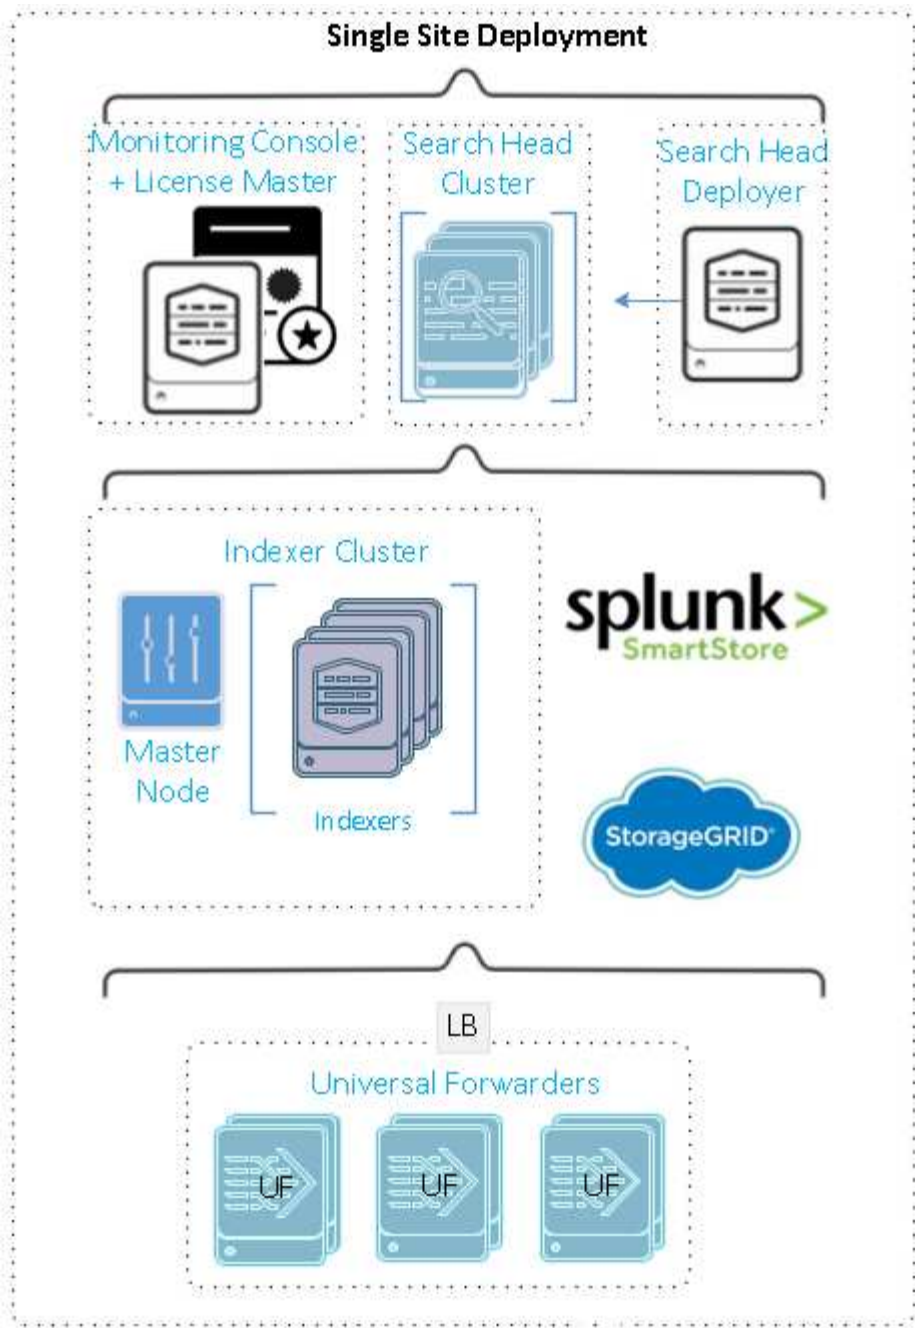 Single Site Deployment
Monitoring Console
+ License Master
Search Head
Cluster
Search Head
Deployer
Indexer Cluster
Master
Node
Indexers
splunk>
SmartStore
StorageGRID®
LB
Universal Forwarders
UF
UF
UF